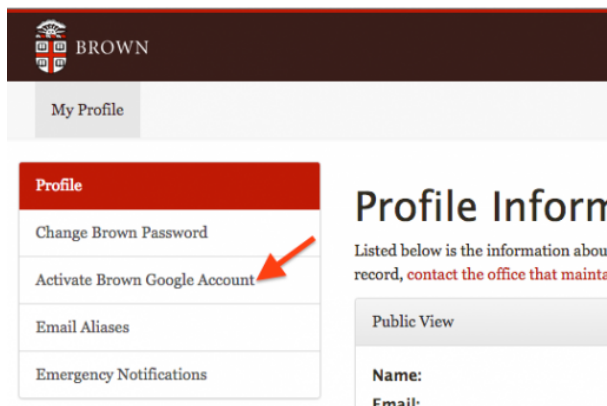 BROWN
My Profile
Profile
Change Brown Password
Activate Brown Google Account
Email Aliases
Emergency Notifications
Profile Inform
Listed below is the information abou
record, contact the office that mainta
Public View
Name:
Email: